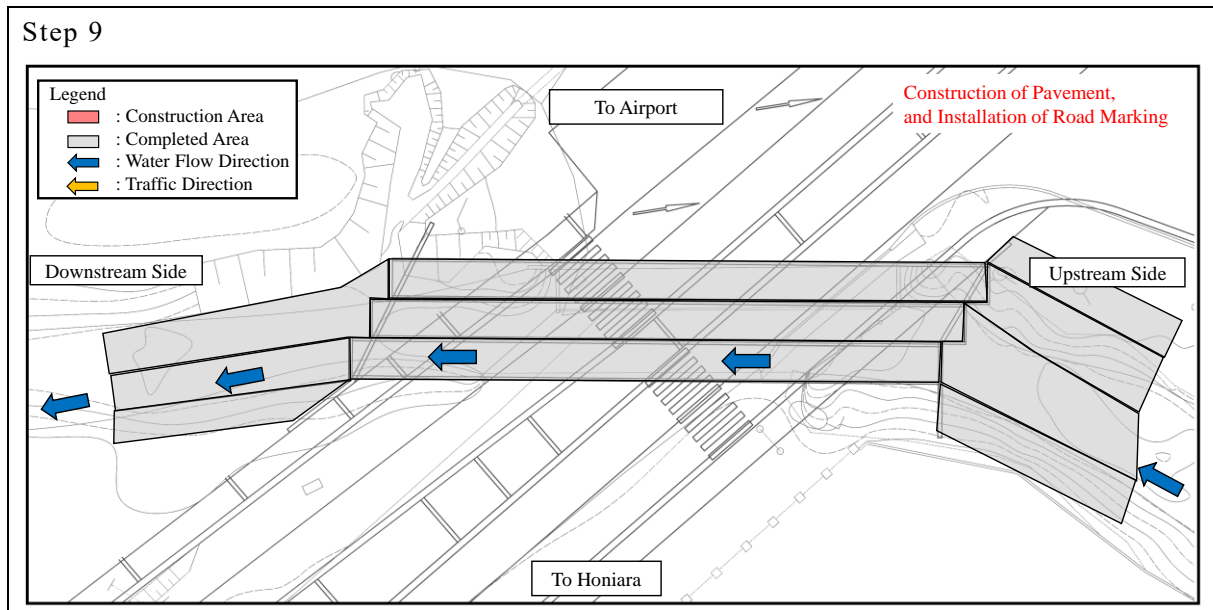 Step 9
Legend
: Construction Area
: Completed Area
: Water Flow Direction
: Traffic Direction
To Airport
Construction of Pavement,
and Installation of Road Marking
Downstream Side
Upstream Side
To Honiara